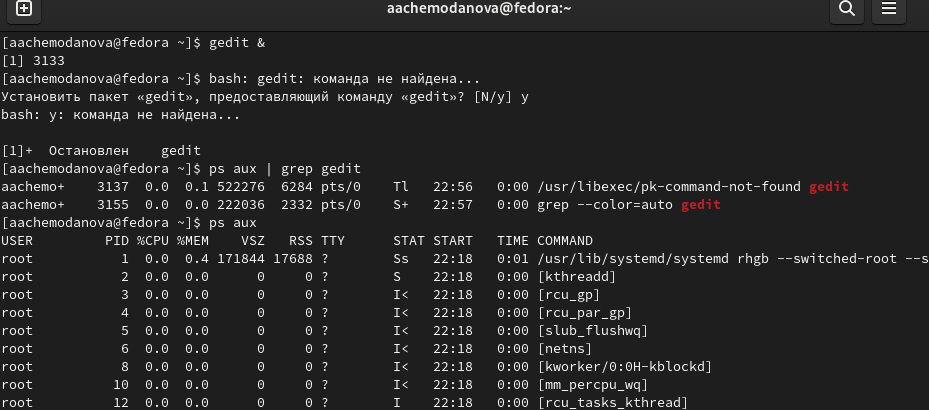 aachemodanova@fedora:~
[aachemodanova@fedora ~]$ gedit &
[1] 3133
[aachemodanova@fedora ~]$ bash: gedit: команда не найдена...
Установить пакет «gedit», предоставляющий команду «gedit»? [N/y] y
bash: y: команда не найдена...
[1]+  Остановлен    gedit
[aachemodanova@fedora ~]$ ps aux | grep gedit
aachemo+    3137  0.0  0.1 522276  6284 pts/0    Tl   22:56   0:00 /usr/libexec/pk-command-not-found gedit
aachemo+    3155  0.0  0.0 222036  2332 pts/0    S+   22:57   0:00 grep --color=auto gedit
[aachemodanova@fedora ~]$ ps aux
USER         PID %CPU %MEM    VSZ   RSS TTY      STAT START   TIME COMMAND
root           1  0.0  0.4 171844 17688 ?        Ss   22:18   0:01 /usr/lib/systemd/systemd rhgb --switched-root --s
root           2  0.0  0.0      0     0 ?        S    22:18   0:00 [kthreadd]
root           3  0.0  0.0      0     0 ?        I<   22:18   0:00 [rcu_gp]
root           4  0.0  0.0      0     0 ?        I<   22:18   0:00 [rcu_par_gp]
root           5  0.0  0.0      0     0 ?        I<   22:18   0:00 [slub_flushwq]
root           6  0.0  0.0      0     0 ?        I<   22:18   0:00 [netns]
root           8  0.0  0.0      0     0 ?        I<   22:18   0:00 [kworker/0:0H-kblockd]
root          10  0.0  0.0      0     0 ?        I<   22:18   0:00 [mm_percpu_wq]
root          12  0.0  0.0      0     0 ?        I    22:18   0:00 [rcu_tasks_kthread]